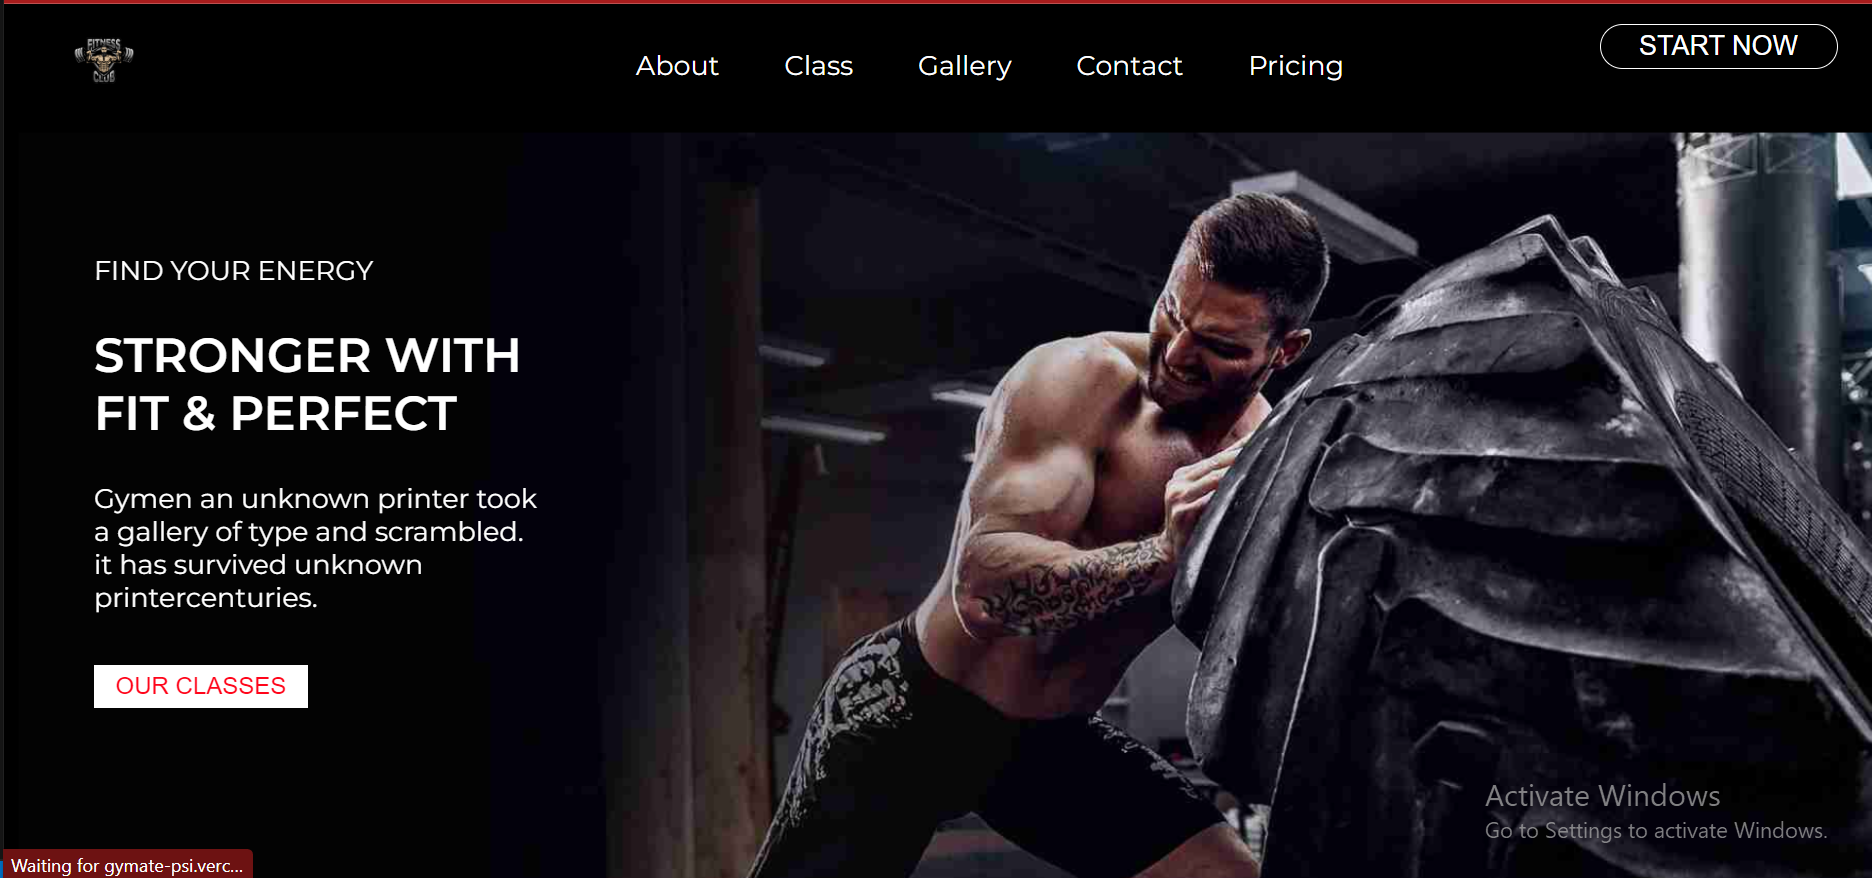 FITNESS
CLUB
About
Class
Gallery
Contact
Pricing
START NOW
FIND YOUR ENERGY
STRONGER WITH
FIT & PERFECT
Gymen an unknown printer took
a gallery of type and scrambled.
it has survived unknown
printercenturies.
OUR CLASSES
Activate Windows
Go to Settings to activate Windows.
Waiting for gymate-psi.verc...